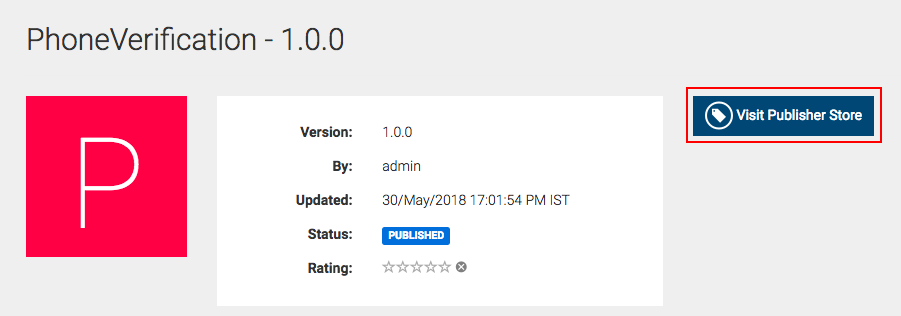 PhoneVerification - 1.0.0
P
Version: 1.0.0
By: admin
Updated: 30/May/2018 17:01:54 PM IST
Status: PUBLISHED
Rating:
Visit Publisher Store